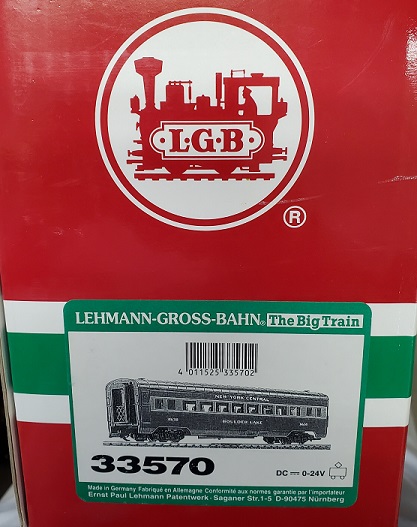 L·G·B
®
LEHMANN-GROSS-BAHN® The Big Train
4 011525 335702
NEW YORK CENTRAL
BOULDER LAKE
33570
DC 0-24V
Made in Germany Fabriqué en Allemagne Conformité aux normes garantie par l'importateur
Ernst Paul Lehmann Patentwerk · Saganer Str.1-5 D-90475 Nürnberg